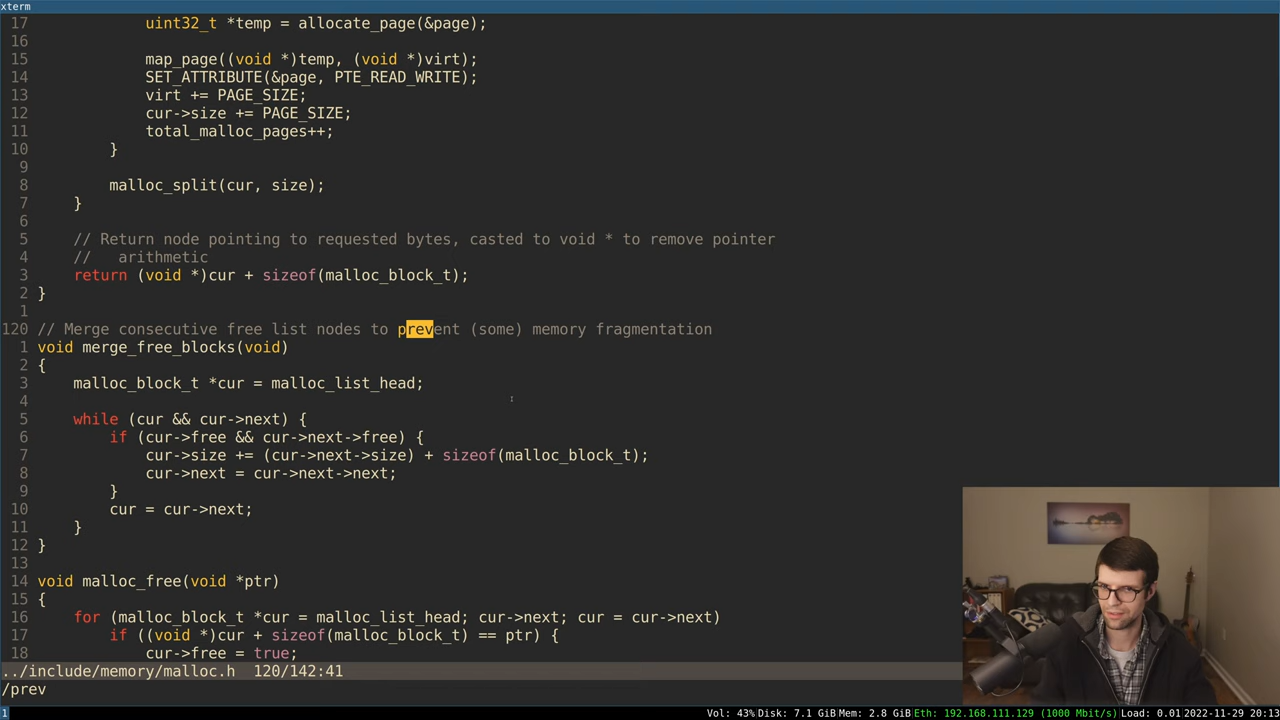 xterm
17             uint32_t *temp = allocate_page(&page);
16
15             map_page((void *)temp, (void *)virt);
14             SET_ATTRIBUTE(&page, PTE_READ_WRITE);
13             virt += PAGE_SIZE;
12             cur->size += PAGE_SIZE;
11             total_malloc_pages++;
10         }
9
8         malloc_split(cur, size);
7     }
6
5     // Return node pointing to requested bytes, casted to void * to remove pointer
4     //   arithmetic
3     return (void *)cur + sizeof(malloc_block_t);
2 }
1
120 // Merge consecutive free list nodes to prevent (some) memory fragmentation
1 void merge_free_blocks(void)
2 {
3     malloc_block_t *cur = malloc_list_head;
4
5     while (cur && cur->next) {
6         if (cur->free && cur->next->free) {
7             cur->size += (cur->next->size) + sizeof(malloc_block_t);
8             cur->next = cur->next->next;
9         }
10         cur = cur->next;
11     }
12 }
13
14 void malloc_free(void *ptr)
15 {
16     for (malloc_block_t *cur = malloc_list_head; cur->next; cur = cur->next)
17         if ((void *)cur + sizeof(malloc_block_t) == ptr) {
18             cur->free = true;
../include/memory/malloc.h  120/142:41
/prev
1 Vol: 43% Disk: 7.1 GiB Mem: 2.8 GiB Eth: 192.168.111.129 (1000 Mbit/s) Load: 0.01 2022-11-29 20:13